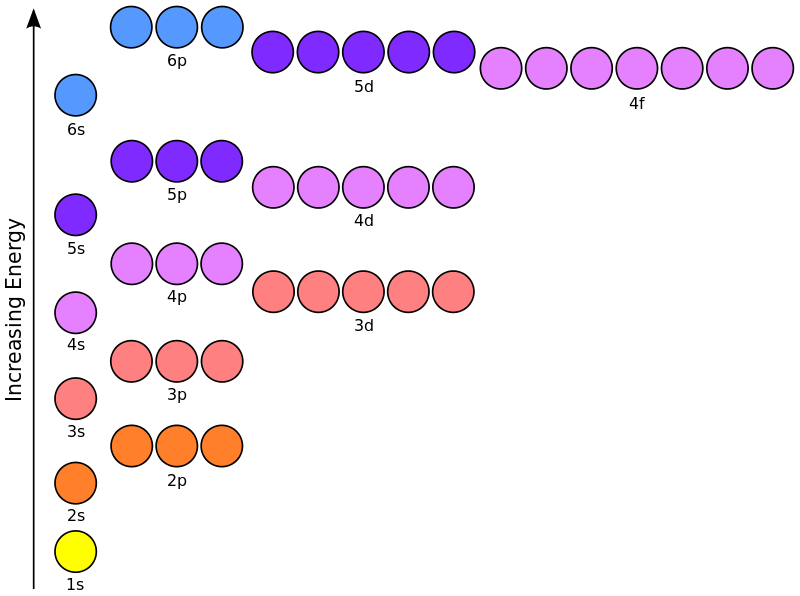 6p
5d
4f
6s
5p
4d
5s
4p
3d
4s
3p
3s
2p
2s
1s
Increasing Energy